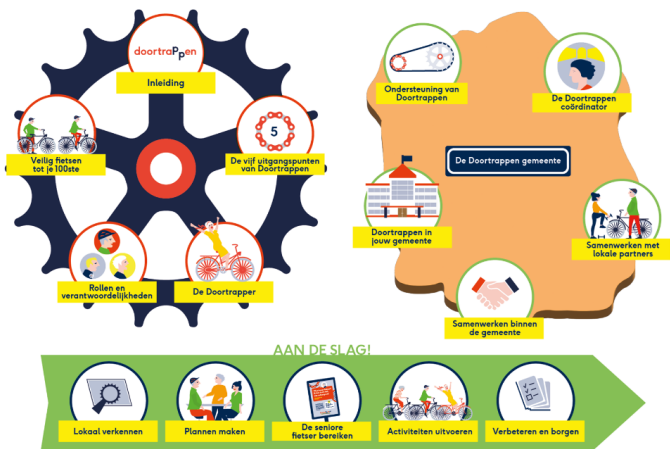 doortraPpen
Inleiding
Veilig fietsen
tot je 100ste
5
De vijf uitgangspunten
van Doortrappen
Rollen en
verantwoordelijkheden
De Doortrapper
Ondersteuning van
Doortrappen
De Doortrappen
coördinator
De Doortrappen gemeente
Doortrappen in
jouw gemeente
Samenwerken met
lokale partners
Samenwerken binnen
de gemeente
AAN DE SLAG!
Lokaal verkennen
Plannen maken
De seniore
fietser bereiken
Activiteiten uitvoeren
Verbeteren en borgen